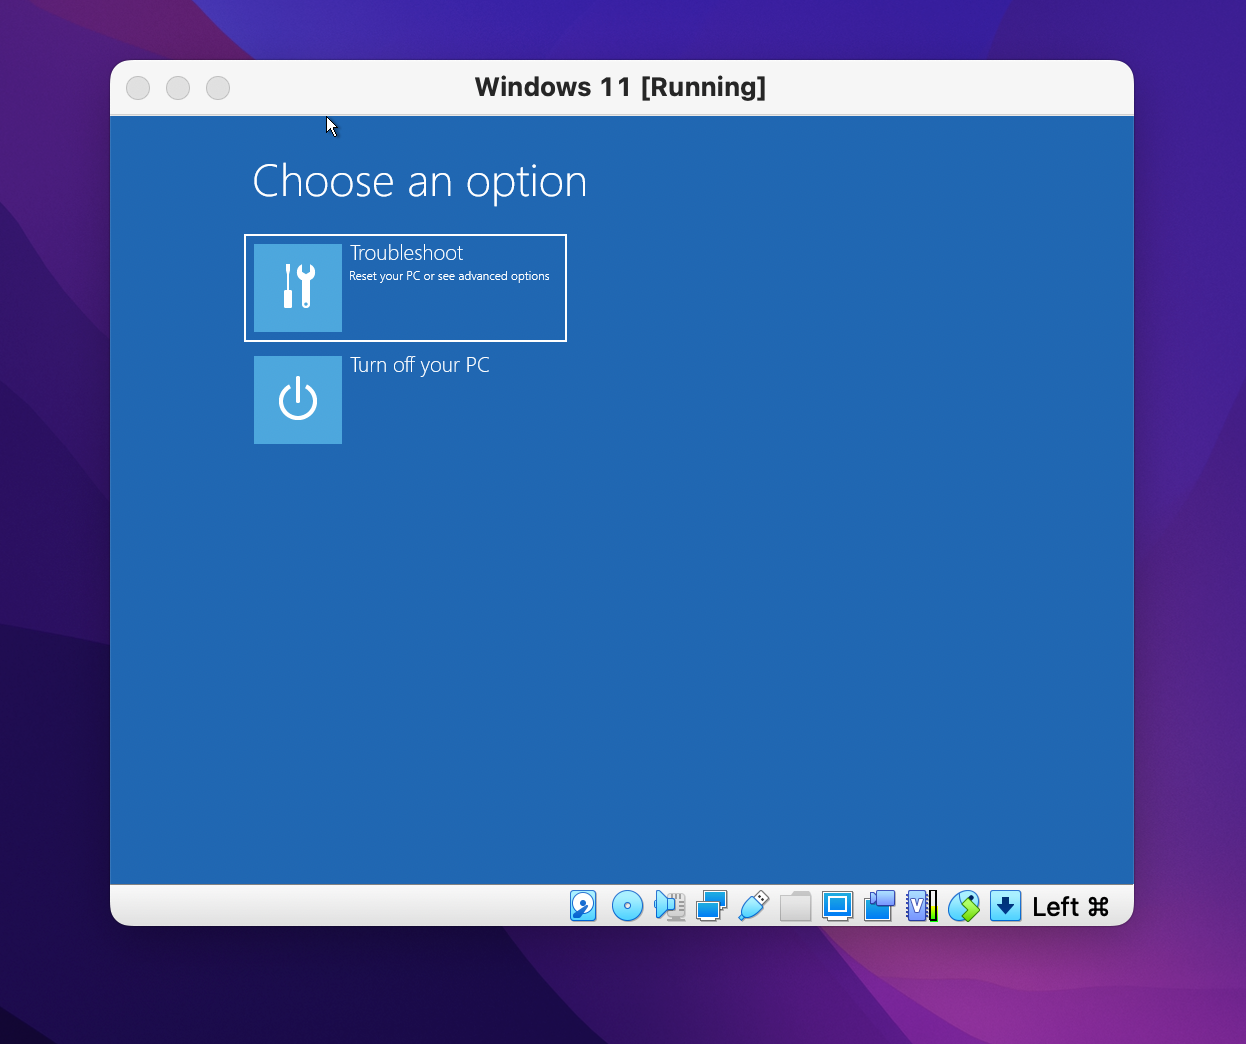 Windows 11 [Running]
Choose an option
Troubleshoot
Reset your PC or see advanced options
Turn off your PC
V
Left ⌘